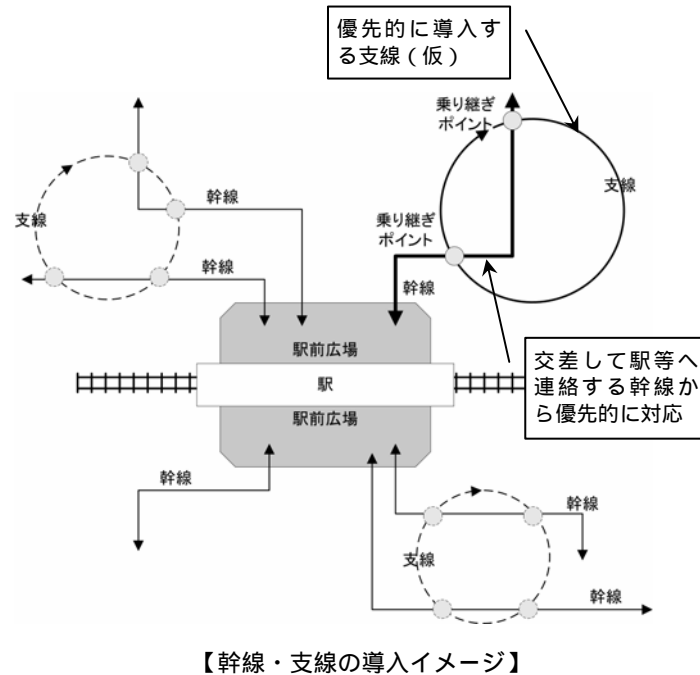 優先的に導入す
る支線（仮）
乗り継ぎ
ポイント
支線
幹線
支線
乗り継ぎ
ポイント
幹線
幹線
駅前広場
駅
駅前広場
交差して駅等へ
連絡する幹線か
ら優先的に対応
幹線
幹線
支線
幹線
【幹線・支線の導入イメージ】